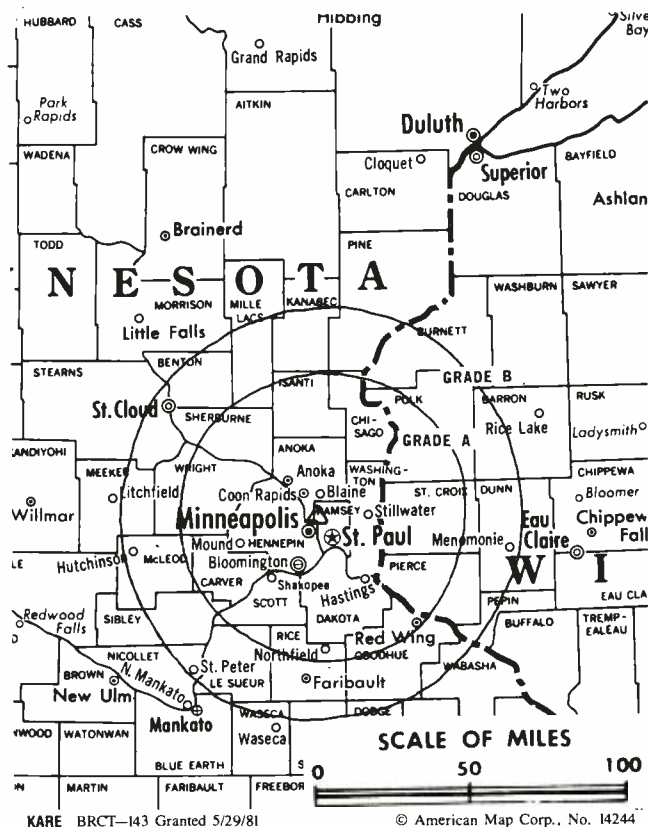 Hibbing
HUBBARD
CASS
Silve
Bay
Grand Rapids
Two
Harbors
Park
Rapids
AITKIN
Duluth
WADENA
CROW WING
Cloquet
Superior
BAYFIELD
CARLTON
DOUGLAS
Ashlan
Brainerd
TODD
PINE
NESOTA
WASHBURN
SAWYER
MORRISON
MILLE
LACS
KANABEC
Little Falls
BURNETT
BENTON
STEARNS
ISANTI
GRADE B
POLK
BARRON
RUSK
St. Cloud
SHERBURNE
CHI-
SAGO
Rice Lake
Ladysmith
GRADE A
ANOKA
KANDIYOHI
MEEKER
WRIGHT
Anoka
WASHING-
TON
CHIPPEWA
Litchfield
Coon Rapids
Blaine
ST. CROIX
DUNN
Bloomer
Willmar
RAMSEY
Stillwater
Minneapolis
Eau
Claire
Chippew
Fall
St. Paul
Mound
HENNEPIN
Menomonie
Hutchinson
McLEOD
Bloomington
PIERCE
W I
CARVER
Shakopee
Hastings
EAU CLA
SCOTT
PEPIN
Redwood
Falls
SIBLEY
DAKOTA
BUFFALO
TREMP-
EALEAU
RICE
Red Wing
NICOLLET
Northfield
GOODHUE
WABASHA
BROWN
N. Mankato
St. Peter
LE SUEUR
Faribault
New Ulm
Mankato
WASECA
DODGE
WATONWAN
Waseca
SCALE OF MILES
BLUE EARTH
0 50 100
MARTIN
FARIBAULT
FREEBOR
KARE BRCT—143 Granted 5/29/81 © American Map Corp., No. 14244